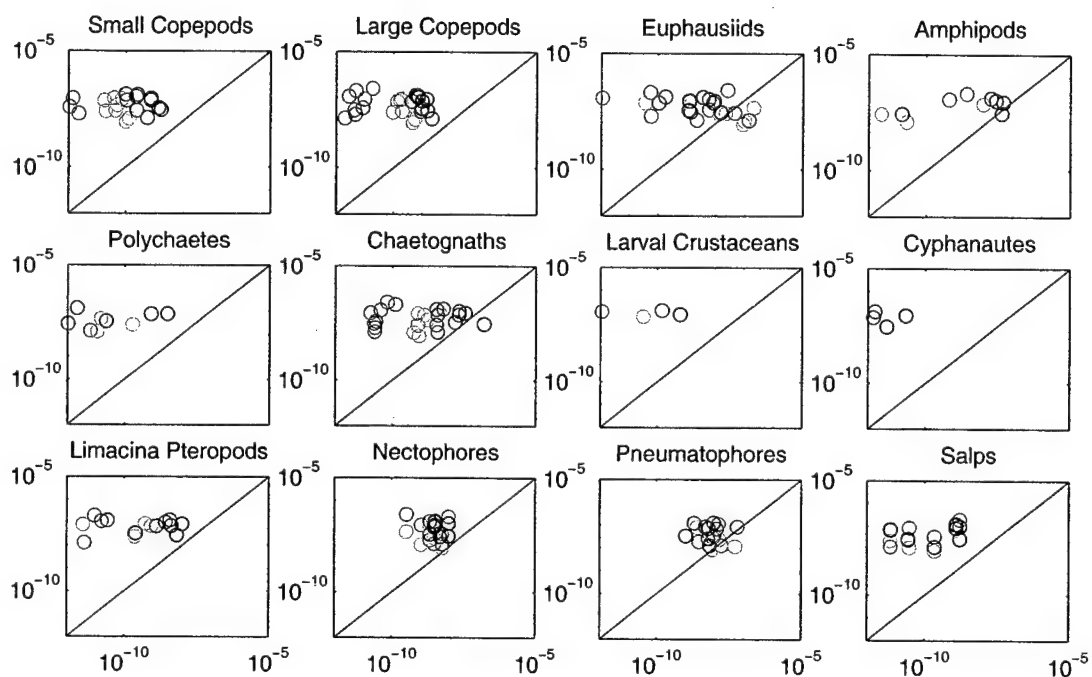 Small Copepods Large Copepods Euphausiids Amphipods
10⁻⁵ 10⁻⁵ 10⁻⁵ 10⁻⁵
10⁻¹⁰ 10⁻¹⁰ 10⁻¹⁰ 10⁻¹⁰
Polychaetes Chaetognaths Larval Crustaceans Cyphanautes
10⁻⁵ 10⁻⁵ 10⁻⁵ 10⁻⁵
10⁻¹⁰ 10⁻¹⁰ 10⁻¹⁰ 10⁻¹⁰
Limacina Pteropods Nectophores Pneumatophores Salps
10⁻⁵ 10⁻⁵ 10⁻⁵ 10⁻⁵
10⁻¹⁰ 10⁻¹⁰ 10⁻¹⁰ 10⁻¹⁰
10⁻¹⁰ 10⁻⁵ 10⁻¹⁰ 10⁻⁵ 10⁻¹⁰ 10⁻⁵ 10⁻¹⁰ 10⁻⁵